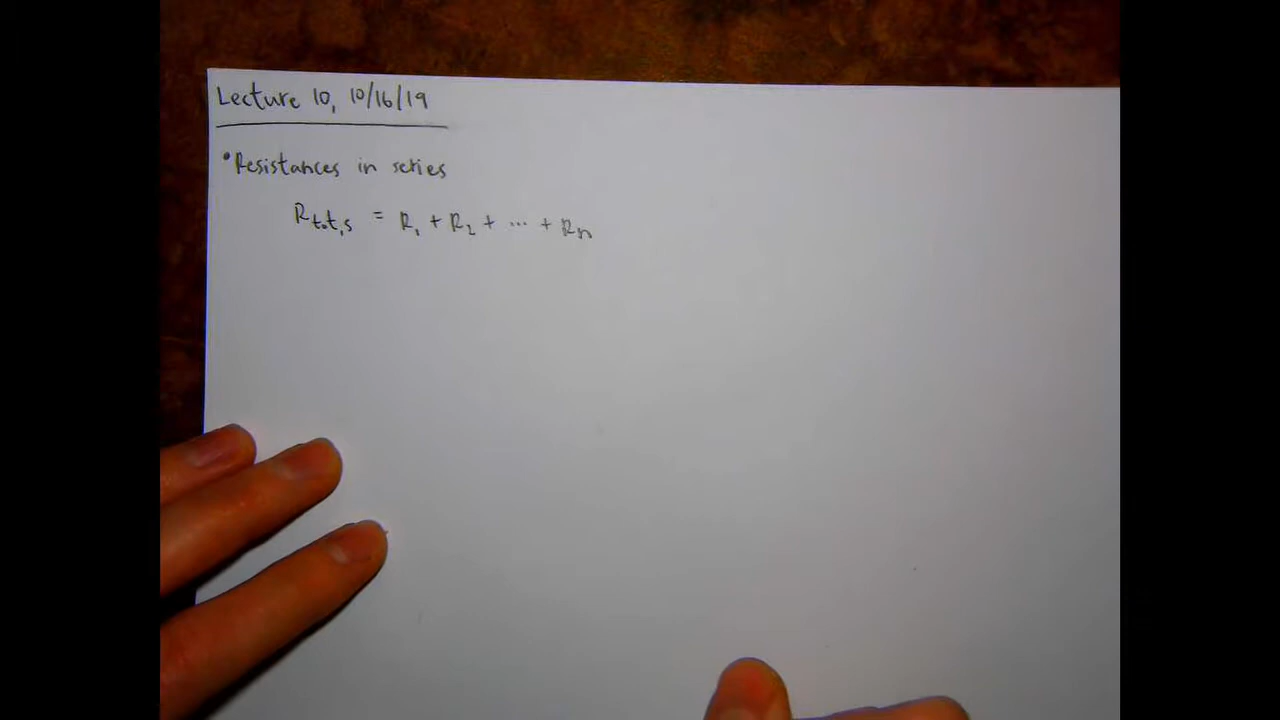 Lecture 10, 10/16/19
•Resistances in series
R_tot,s = R_1 + R_2 + ... + R_n